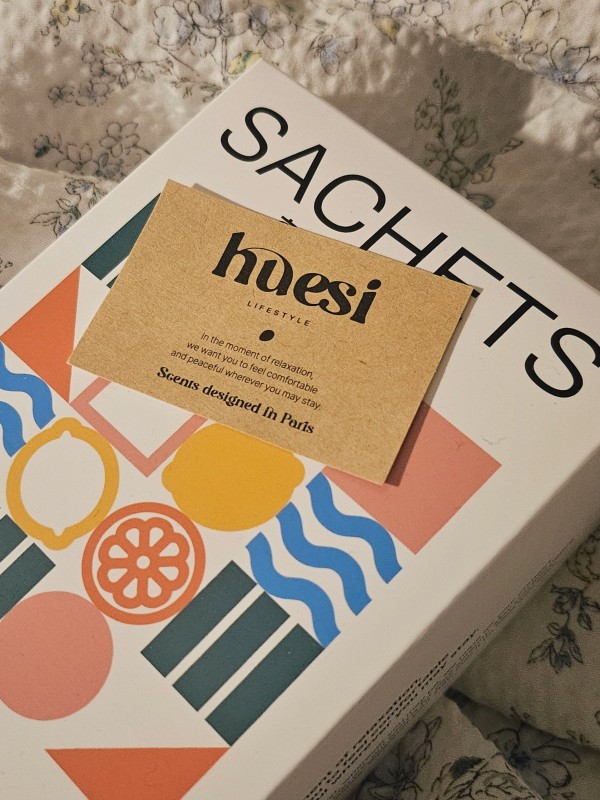 SACHETS
huesi
LIFESTYLE
In the moment of relaxation,
we want you to feel comfortable
and peaceful wherever you may stay.
Scents designed in Paris